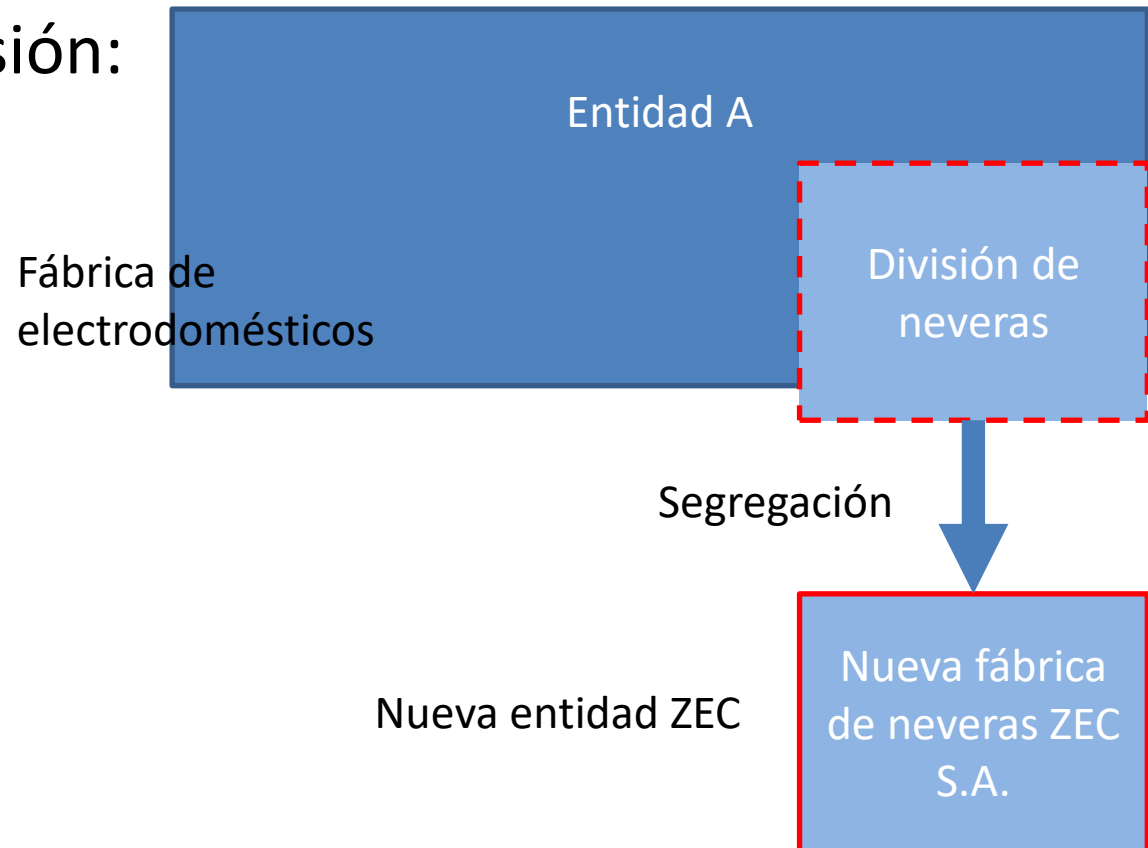 sión:
Entidad A
División de
neveras
Fábrica de
electrodomésticos
Segregación
Nueva entidad ZEC
Nueva fábrica
de neveras ZEC
S.A.